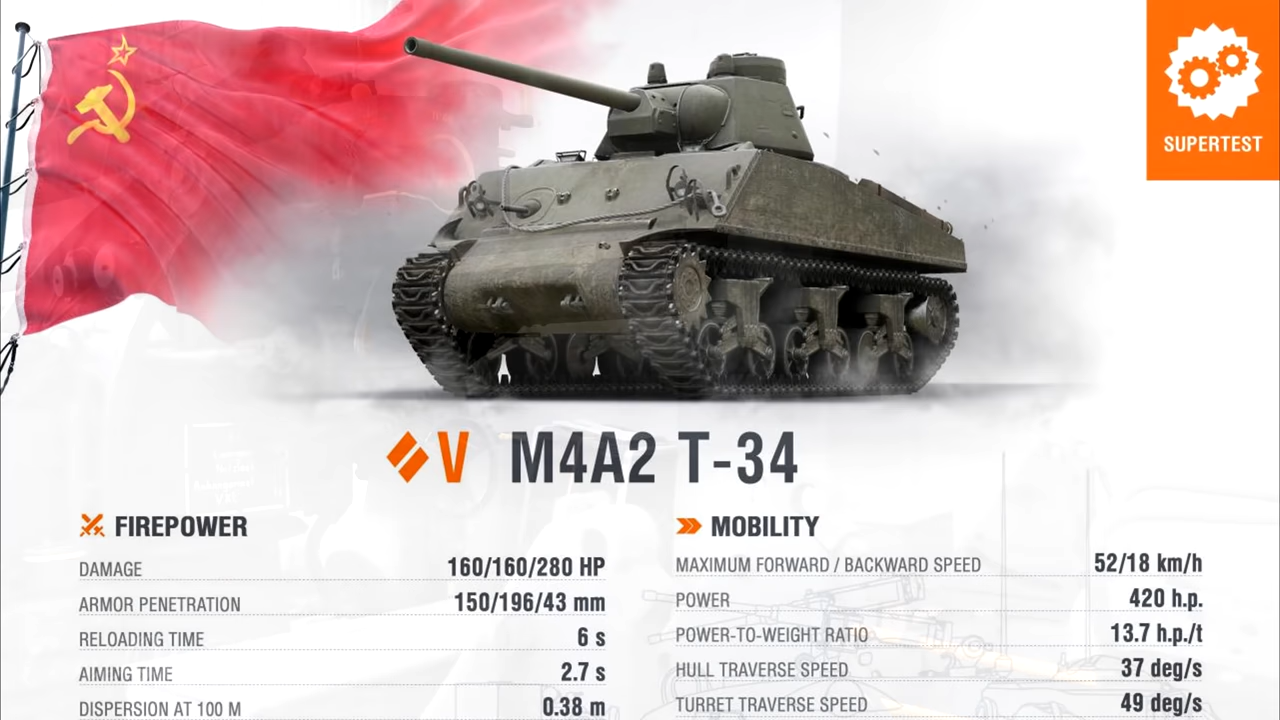 SUPERTEST
V M4A2 T-34
FIREPOWER
DAMAGE 160/160/280 HP
ARMOR PENETRATION 150/196/43 mm
RELOADING TIME 6 s
AIMING TIME 2.7 s
DISPERSION AT 100 M 0.38 m
MOBILITY
MAXIMUM FORWARD / BACKWARD SPEED 52/18 km/h
POWER 420 h.p.
POWER-TO-WEIGHT RATIO 13.7 h.p./t
HULL TRAVERSE SPEED 37 deg/s
TURRET TRAVERSE SPEED 49 deg/s